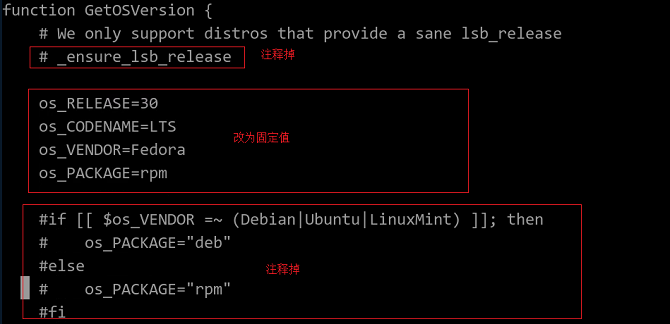 function GetOSVersion {
# We only support distros that provide a sane lsb_release
# _ensure_lsb_release 注释掉
os_RELEASE=30
os_CODENAME=LTS
os_VENDOR=Fedora 改为固定值
os_PACKAGE=rpm
#if [[ $os_VENDOR =~ (Debian|Ubuntu|LinuxMint) ]]; then
#    os_PACKAGE="deb"
#else 注释掉
#    os_PACKAGE="rpm"
#fi